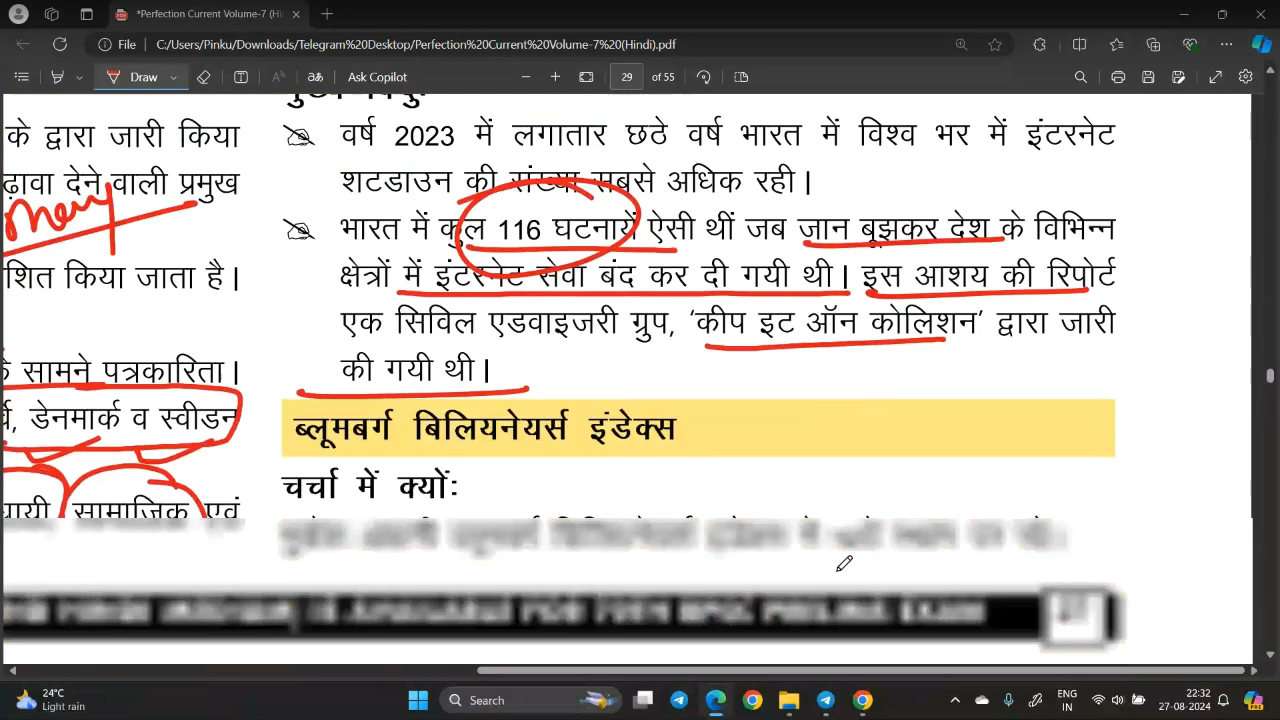 *Perfection Current Volume-7 (Hi
File
C:/Users/Pinku/Downloads/Telegram%20Desktop/Perfection%20Current%20Volume-7%20(Hindi).pdf
Draw
Ask Copilot
29
of 55
के द्वारा जारी किया
ढ़ावा देने वाली प्रमुख
शित किया जाता है।
सामने पत्रकारिता।
डेनमार्क व स्वीडन
सामाजिक एवं
वर्ष 2023 में लगातार छठे वर्ष भारत में विश्व भर में इंटरनेट
शटडाउन की संख्या सबसे अधिक रही।
भारत में कुल 116 घटनायें ऐसी थीं जब जान बूझकर देश के विभिन्न
क्षेत्रों में इंटरनेट सेवा बंद कर दी गयी थी। इस आशय की रिपोर्ट
एक सिविल एडवाइजरी ग्रुप, ‘कीप इट ऑन कोलिशन’ द्वारा जारी
की गयी थी।
ब्लूमबर्ग बिलियनेयर्स इंडेक्स
चर्चा में क्यों:
24°C
Light rain
Search
ENG
IN
22:32
27-08-2024